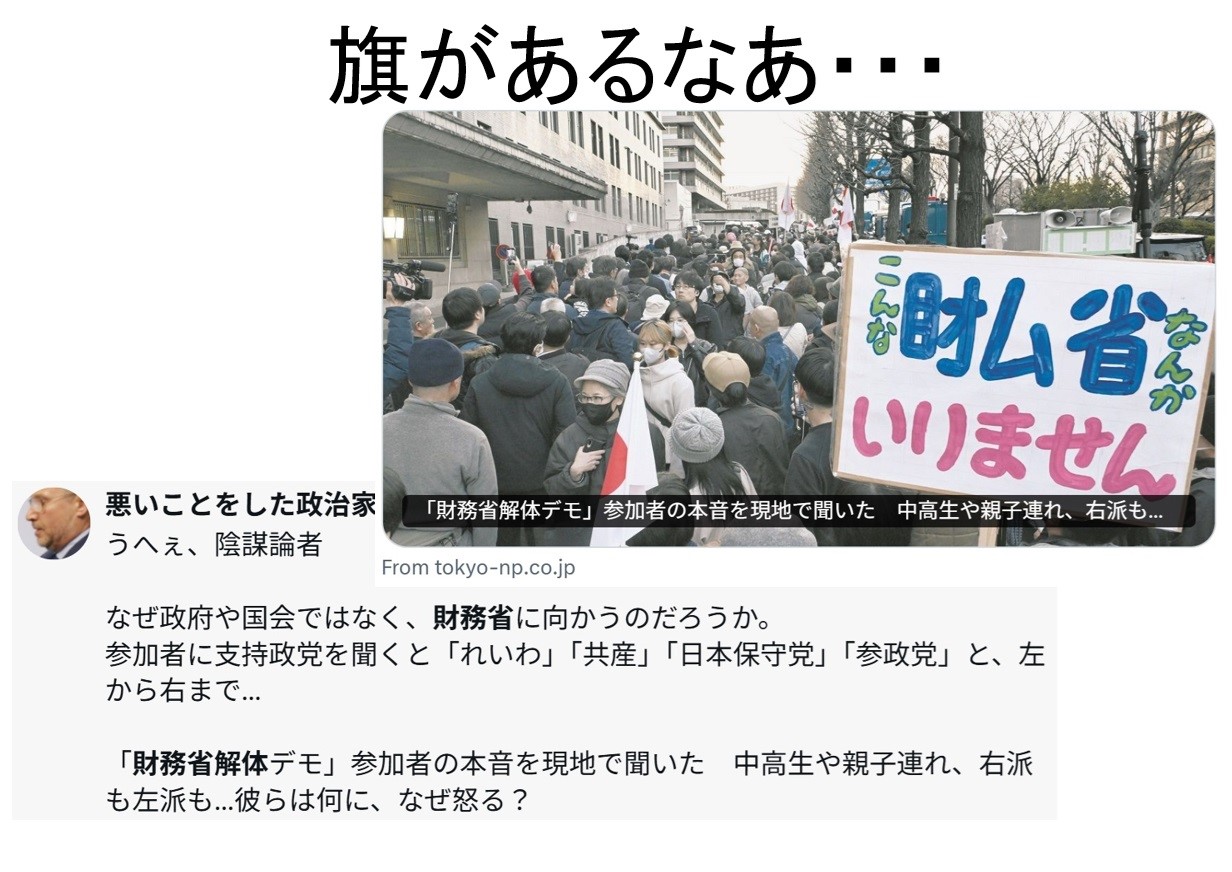 旗があるなあ・・・
こんな
財ム省
なんか
いりません
「財務省解体デモ」参加者の本音を現地で聞いた　中高生や親子連れ、右派も...
From tokyo-np.co.jp
悪いことをした政治家
うへぇ、陰謀論者
なぜ政府や国会ではなく、財務省に向かうのだろうか。
参加者に支持政党を聞くと「れいわ」「共産」「日本保守党」「参政党」と、左
から右まで...
「財務省解体デモ」参加者の本音を現地で聞いた　中高生や親子連れ、右派
も左派も...彼らは何に、なぜ怒る？